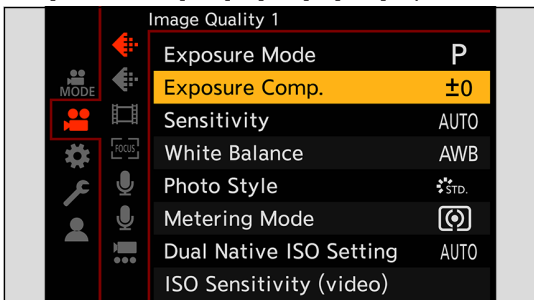 Image Quality 1
Exposure Mode P
MODE
Exposure Comp. ±0
Sensitivity AUTO
FOCUS
White Balance AWB
Photo Style STD.
Metering Mode
Dual Native ISO Setting AUTO
ISO Sensitivity (video)